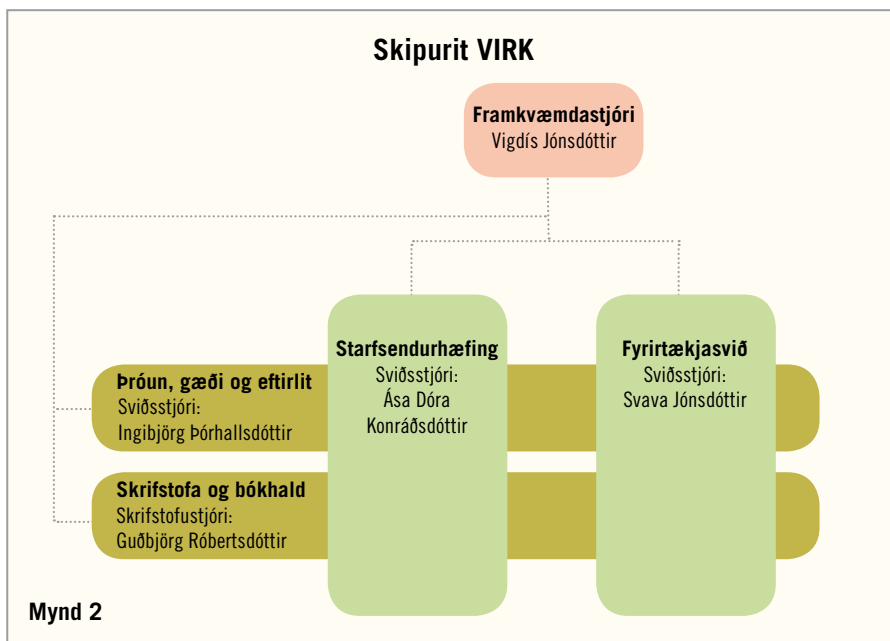 Skipurit VIRK
Framkvæmdastjóri
Vigdís Jónsdóttir
Starfsendurhæfing
Sviðsstjóri:
Ása Dóra
Konráðsdóttir
Fyrirtækjasvið
Sviðsstjóri:
Svava Jónsdóttir
Þróun, gæði og eftirlit
Sviðsstjóri:
Ingibjörg Þórhallsdóttir
Skrifstofa og bókhald
Skrifstofustjóri:
Guðbjörg Róbertsdóttir
Mynd 2